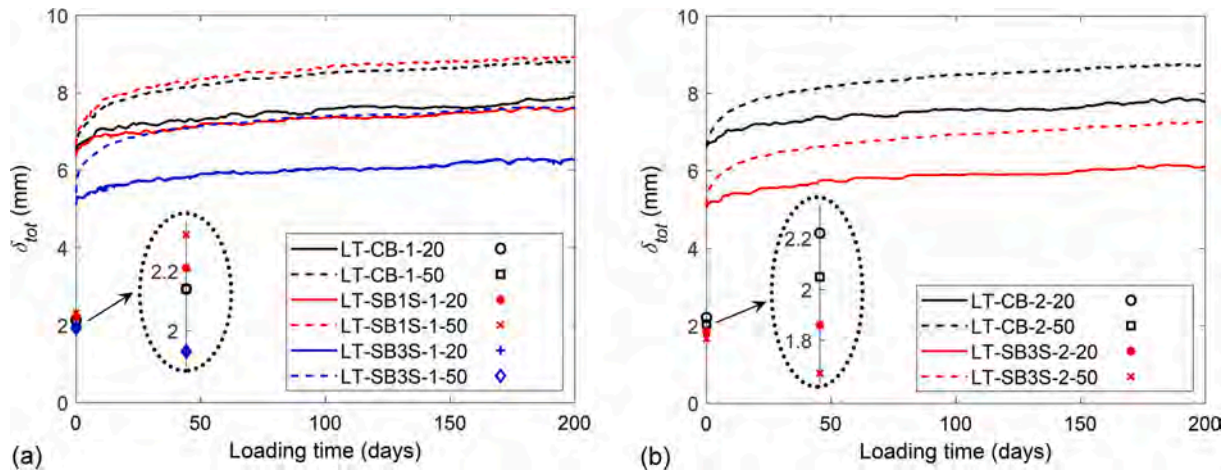 10
8
6
4
2
0
δtot (mm)
2.2
2
LT-CB-1-20
LT-CB-1-50
LT-SB1S-1-20
LT-SB1S-1-50
LT-SB3S-1-20
LT-SB3S-1-50
0 50 100 150 200
(a) Loading time (days)
10
8
6
4
2
0
δtot (mm)
2.2
2
1.8
LT-CB-2-20
LT-CB-2-50
LT-SB3S-2-20
LT-SB3S-2-50
0 50 100 150 200
(b) Loading time (days)